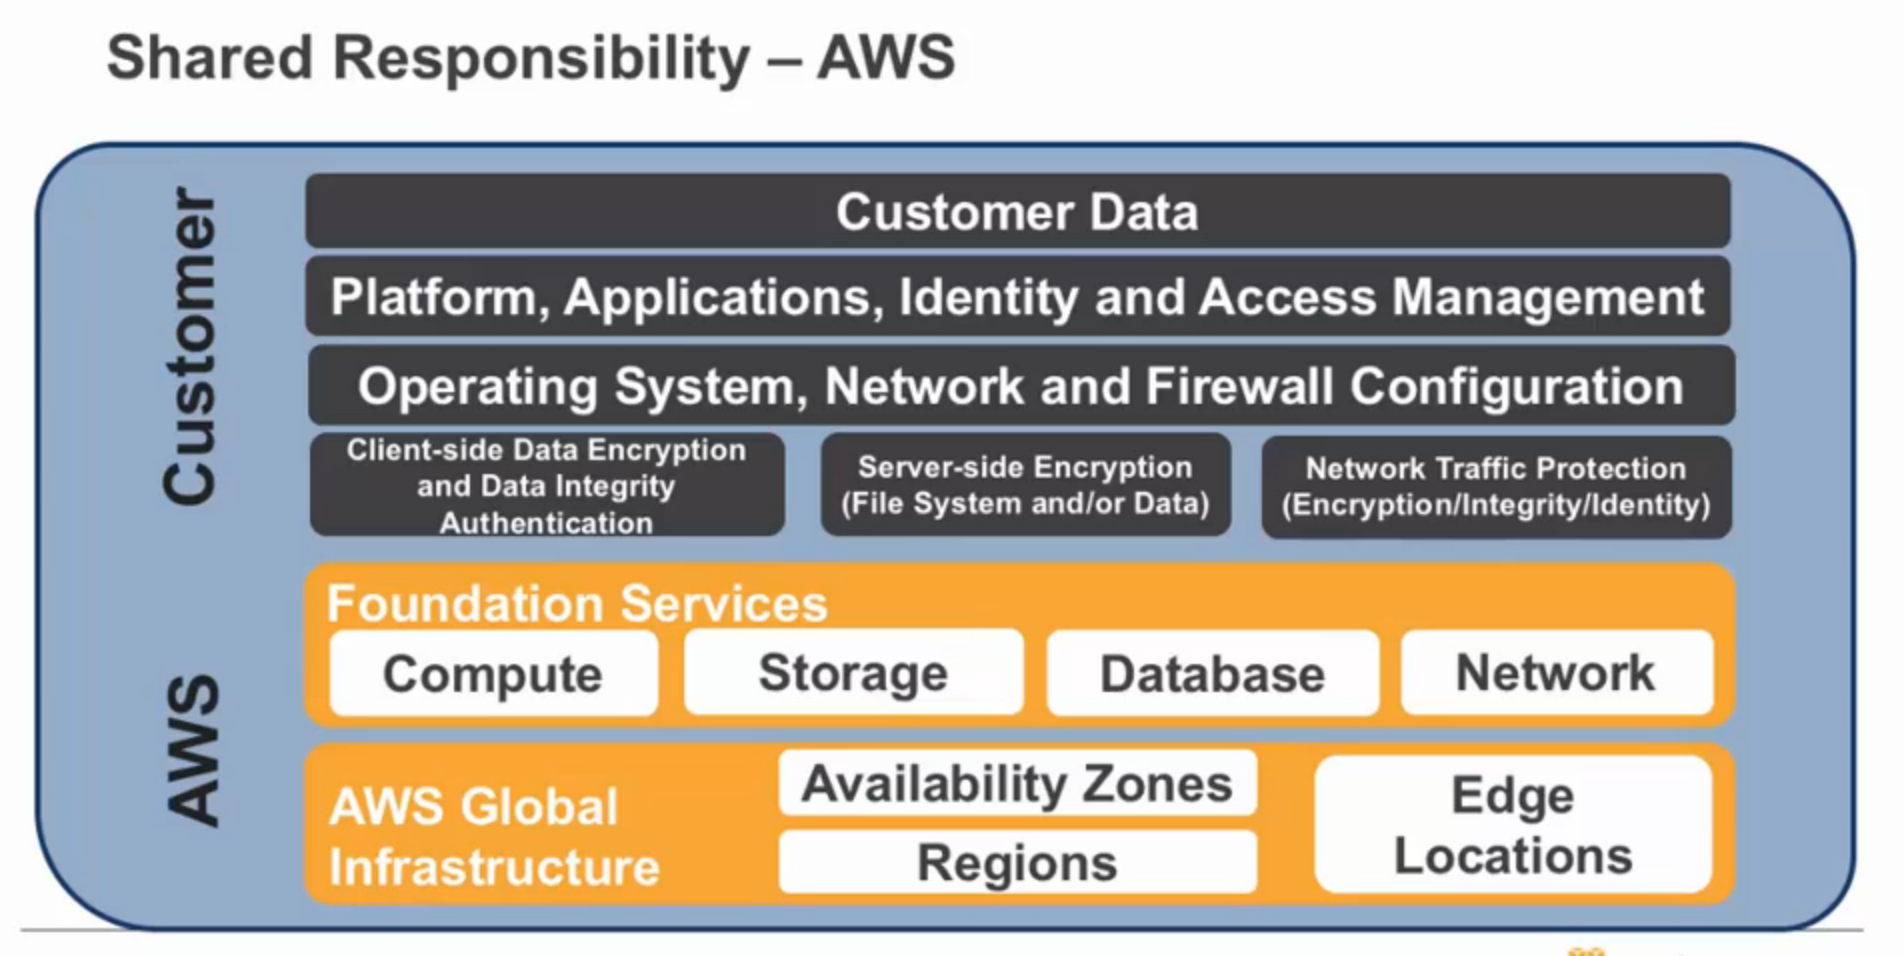 Shared Responsibility – AWS
Customer
Customer Data
Platform, Applications, Identity and Access Management
Operating System, Network and Firewall Configuration
Client-side Data Encryption
and Data Integrity
Authentication
Server-side Encryption
(File System and/or Data)
Network Traffic Protection
(Encryption/Integrity/Identity)
AWS
Foundation Services
Compute
Storage
Database
Network
AWS Global
Infrastructure
Availability Zones
Regions
Edge
Locations